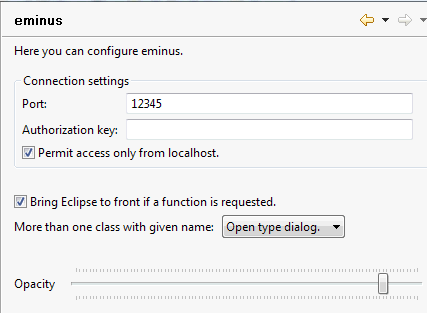 eminus
Here you can configure eminus.
Connection settings
Port: 12345
Authorization key:
Permit access only from localhost.
Bring Eclipse to front if a function is requested.
More than one class with given name: Open type dialog.
Opacity